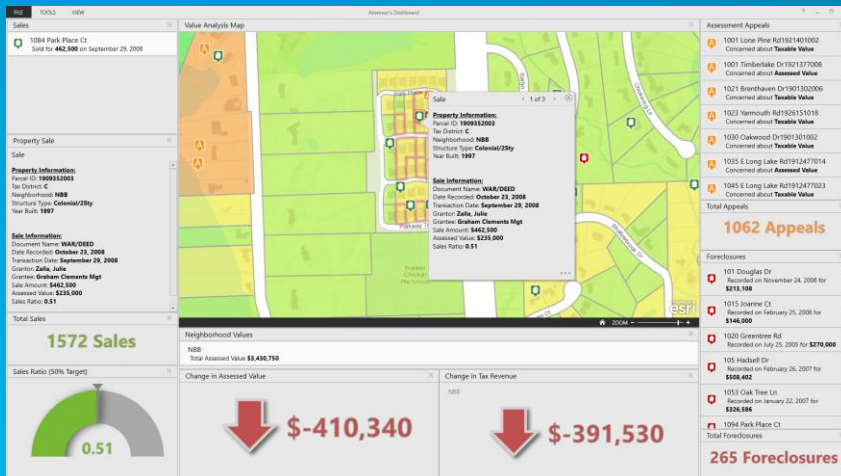 FILE TOOLS VIEW
Assessor's Dashboard
Sales
1084 Park Place Ct
Sold for 462,500 on September 29, 2008
Property Sale
Sale
Property Information:
Parcel ID: 1909352003
Tax District: C
Neighborhood: NBB
Structure Type: Colonial/2Sty
Year Built: 1997
Sale Information:
Document Name: WAR/DEED
Date Recorded: October 23, 2008
Transaction Date: September 29, 2008
Grantor: Zalla, Julie
Grantee: Graham Clements Mgt
Sale Amount: $462,500
Assessed Value: $235,000
Sales Ratio: 0.51
Total Sales
1572 Sales
Sales Ratio (50% Target)
0.51
Value Analysis Map
Park Place
Parkway
Franklin
Christian
Pre School
Chickering Ln
Shadowbrook Dr
Sale
1 of 3
Property Information:
Parcel ID: 1909352003
Tax District: C
Neighborhood: NBB
Structure Type: Colonial/2Sty
Year Built: 1997
Sale Information:
Document Name: WAR/DEED
Date Recorded: October 23, 2008
Transaction Date: September 29, 2008
Grantor: Zalla, Julie
Grantee: Graham Clements Mgt
Sale Amount: $462,500
Assessed Value: $235,000
Sales Ratio: 0.51
esri
ZOOM
Neighborhood Values
NBB
Total Assessed Value $3,430,750
Change in Assessed Value
$-410,340
Change in Tax Revenue
NBB
$-391,530
Assessment Appeals
1001 Lone Pine Rd1921401002
Concerned about Taxable Value
1001 Timberlake Dr1921377008
Concerned about Assessed Value
1021 Brenthaven Dr1901302006
Concerned about Taxable Value
1023 Yarmouth Rd1926151018
Concerned about Taxable Value
1030 Oakwood Dr1901301002
Concerned about Taxable Value
1035 E Long Lake Rd1912477014
Concerned about Assessed Value
1045 E Long Lake Rd1912477023
Concerned about Taxable Value
Total Appeals
1062 Appeals
Foreclosures
101 Douglas Dr
Recorded on November 24, 2008 for
$213,108
1015 Joanne Ct
Recorded on February 25, 2008 for
$146,000
1020 Greentree Rd
Recorded on July 25, 2005 for $270,000
105 Hadsell Dr
Recorded on February 26, 2007 for
$508,402
1053 Oak Tree Ln
Recorded on January 22, 2007 for
$326,586
1094 Park Place Ct
Total Foreclosures
265 Foreclosures